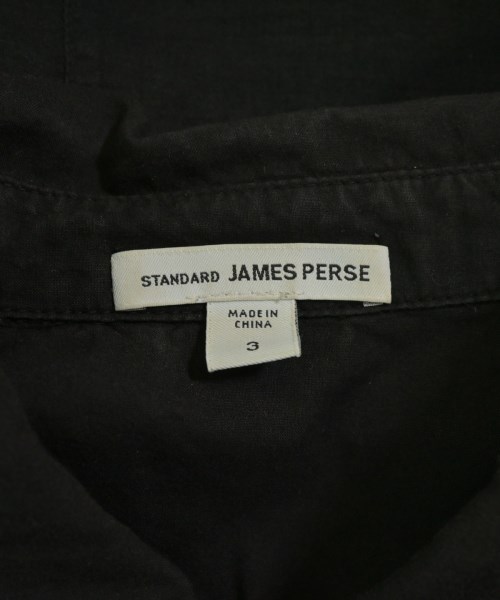 STANDARD JAMES PERSE
MADE IN
CHINA
3